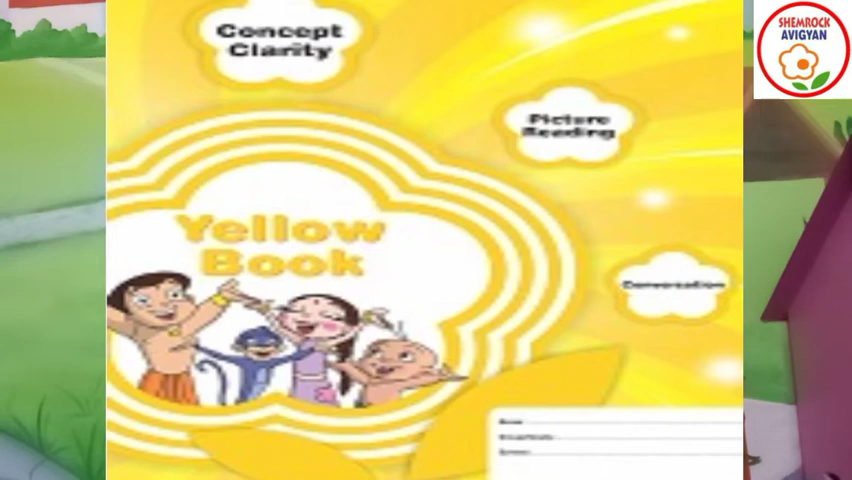 Concept
Clarity
SHEMROCK
AVIGYAN
Picture
Reading
Yellow
Book
Conversation